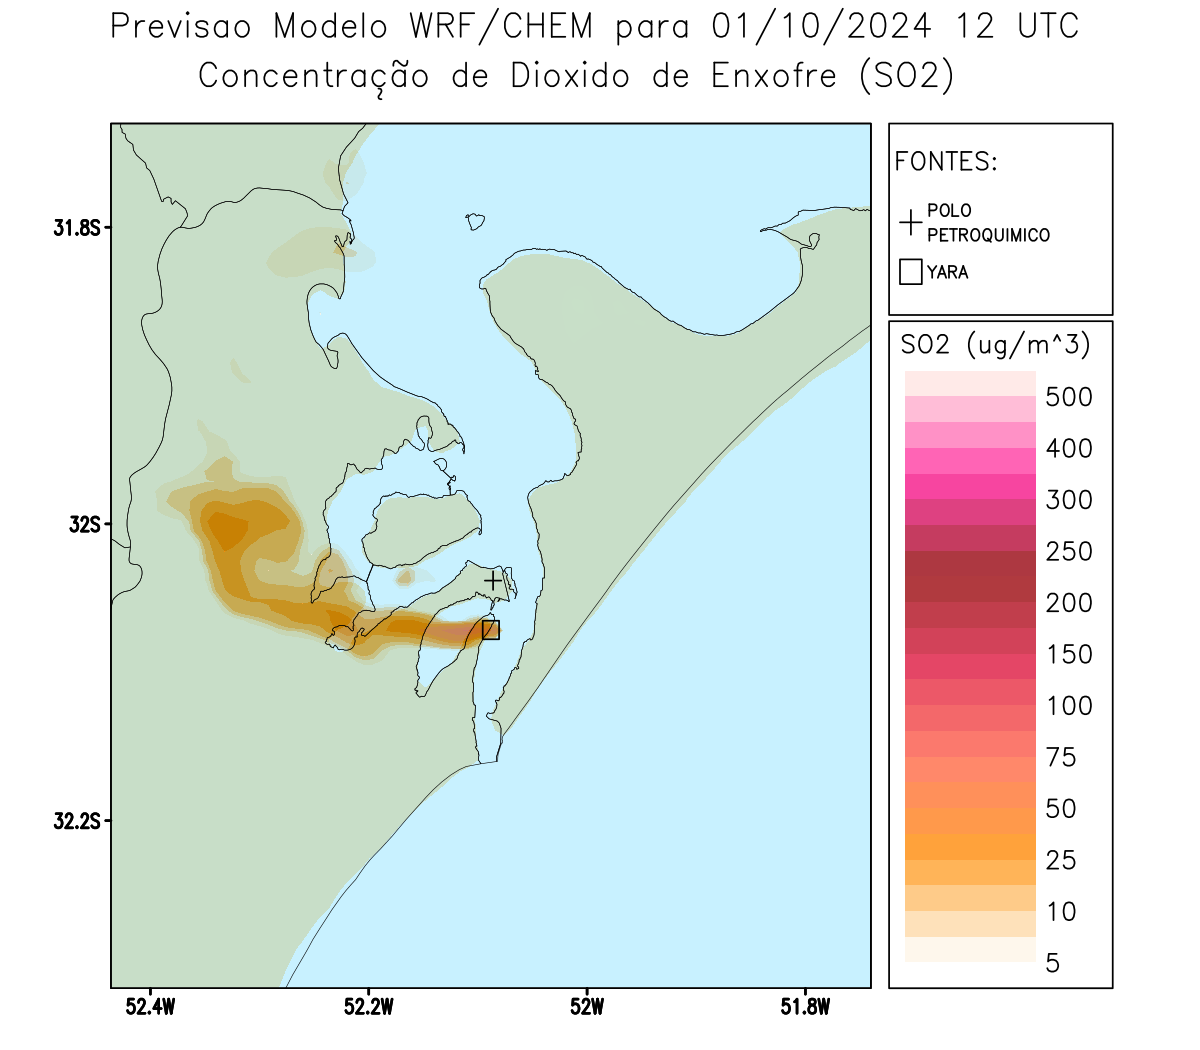 Previsao Modelo WRF/CHEM para 01/10/2024 12 UTC
Concentração de Dioxido de Enxofre (SO2)
FONTES:
POLO
PETROQUIMICO
YARA
SO2 (ug/m^3)
500
400
300
250
200
150
100
75
50
25
10
5
31.8S
32S
32.2S
52.4W
52.2W
52W
51.8W